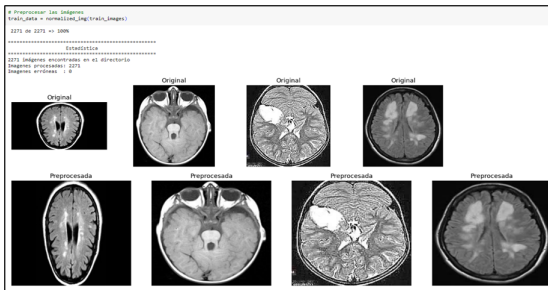 # Preprocesar las imágenes
train_data = normalized_img(train_images)
2271 de 2271 => 100%
Estadística
2271 imágenes encontradas en el directorio
Imagenes procesadas: 2271
Imagenes erróneas : 0
Original
Original
Original
Original
Preprocesada
Preprocesada
Preprocesada
Preprocesada